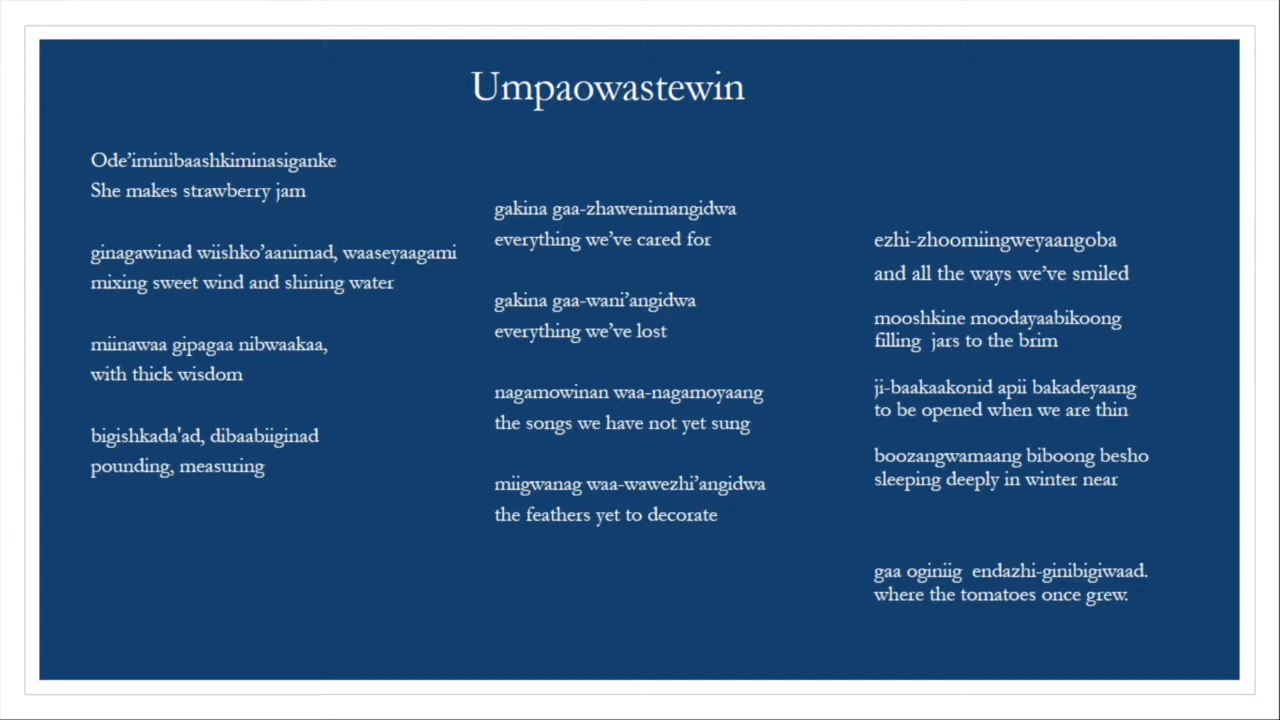 Umpaowastewin
Ode’iminibaashkiminasiganke
She makes strawberry jam
ginagawinad wiishko’aanimad, waaseyaagami
mixing sweet wind and shining water
miinawaa gipagaa nibwaakaa,
with thick wisdom
bigishkada'ad, dibaabiiginad
pounding, measuring
gakina gaa-zhawenimangidwa
everything we’ve cared for
gakina gaa-wani’angidwa
everything we’ve lost
nagamowinan waa-nagamoyaang
the songs we have not yet sung
miigwanag waa-wawezhi’angidwa
the feathers yet to decorate
ezhi-zhoomiingweyaangoba
and all the ways we’ve smiled
mooshkine moodayaabikoong
filling  jars to the brim
ji-baakaakonid apii bakadeyaang
to be opened when we are thin
boozangwamaang biboong besho
sleeping deeply in winter near
gaa oginiig  endazhi-ginibigiwaad.
where the tomatoes once grew.